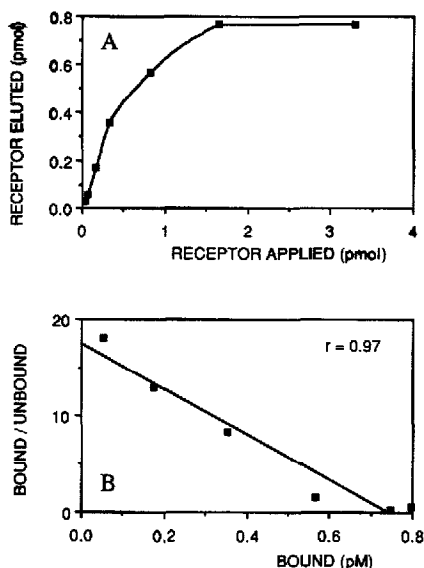 A
0.8
0.6
0.4
0.2
0.0
0 1 2 3 4
RECEPTOR ELUTED (pmol)
RECEPTOR APPLIED (pmol)
B
r = 0.97
20
10
0
0.0 0.2 0.4 0.6 0.8
BOUND / UNBOUND
BOUND (pM)